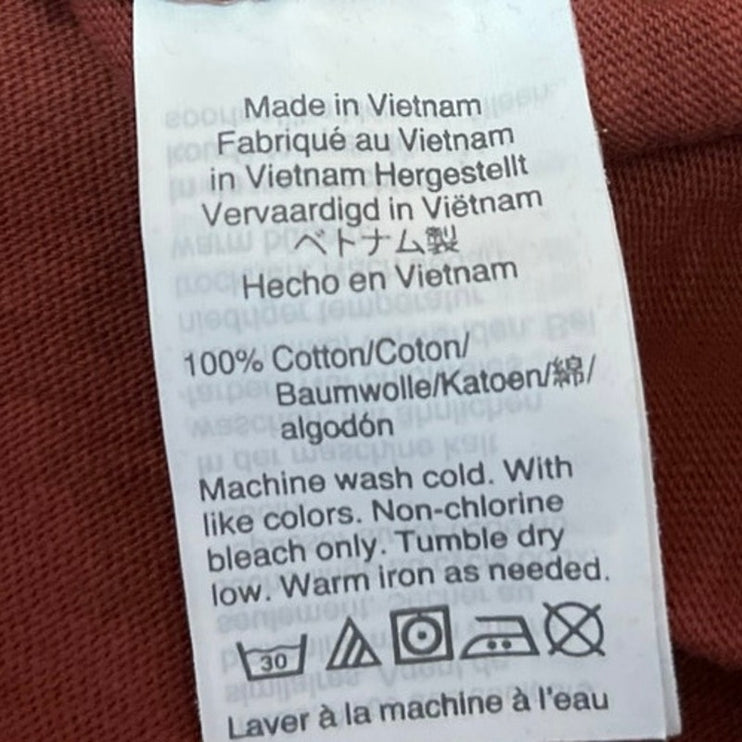 Made in Vietnam
Fabriqué au Vietnam
in Vietnam Hergestellt
Vervaardigd in Viëtnam
ベトナム製
Hecho en Vietnam
100% Cotton/Coton/
Baumwolle/Katoen/綿/
algodón
Machine wash cold. With
like colors. Non-chlorine
bleach only. Tumble dry
low. Warm iron as needed.
30
Laver à la machine à l'eau